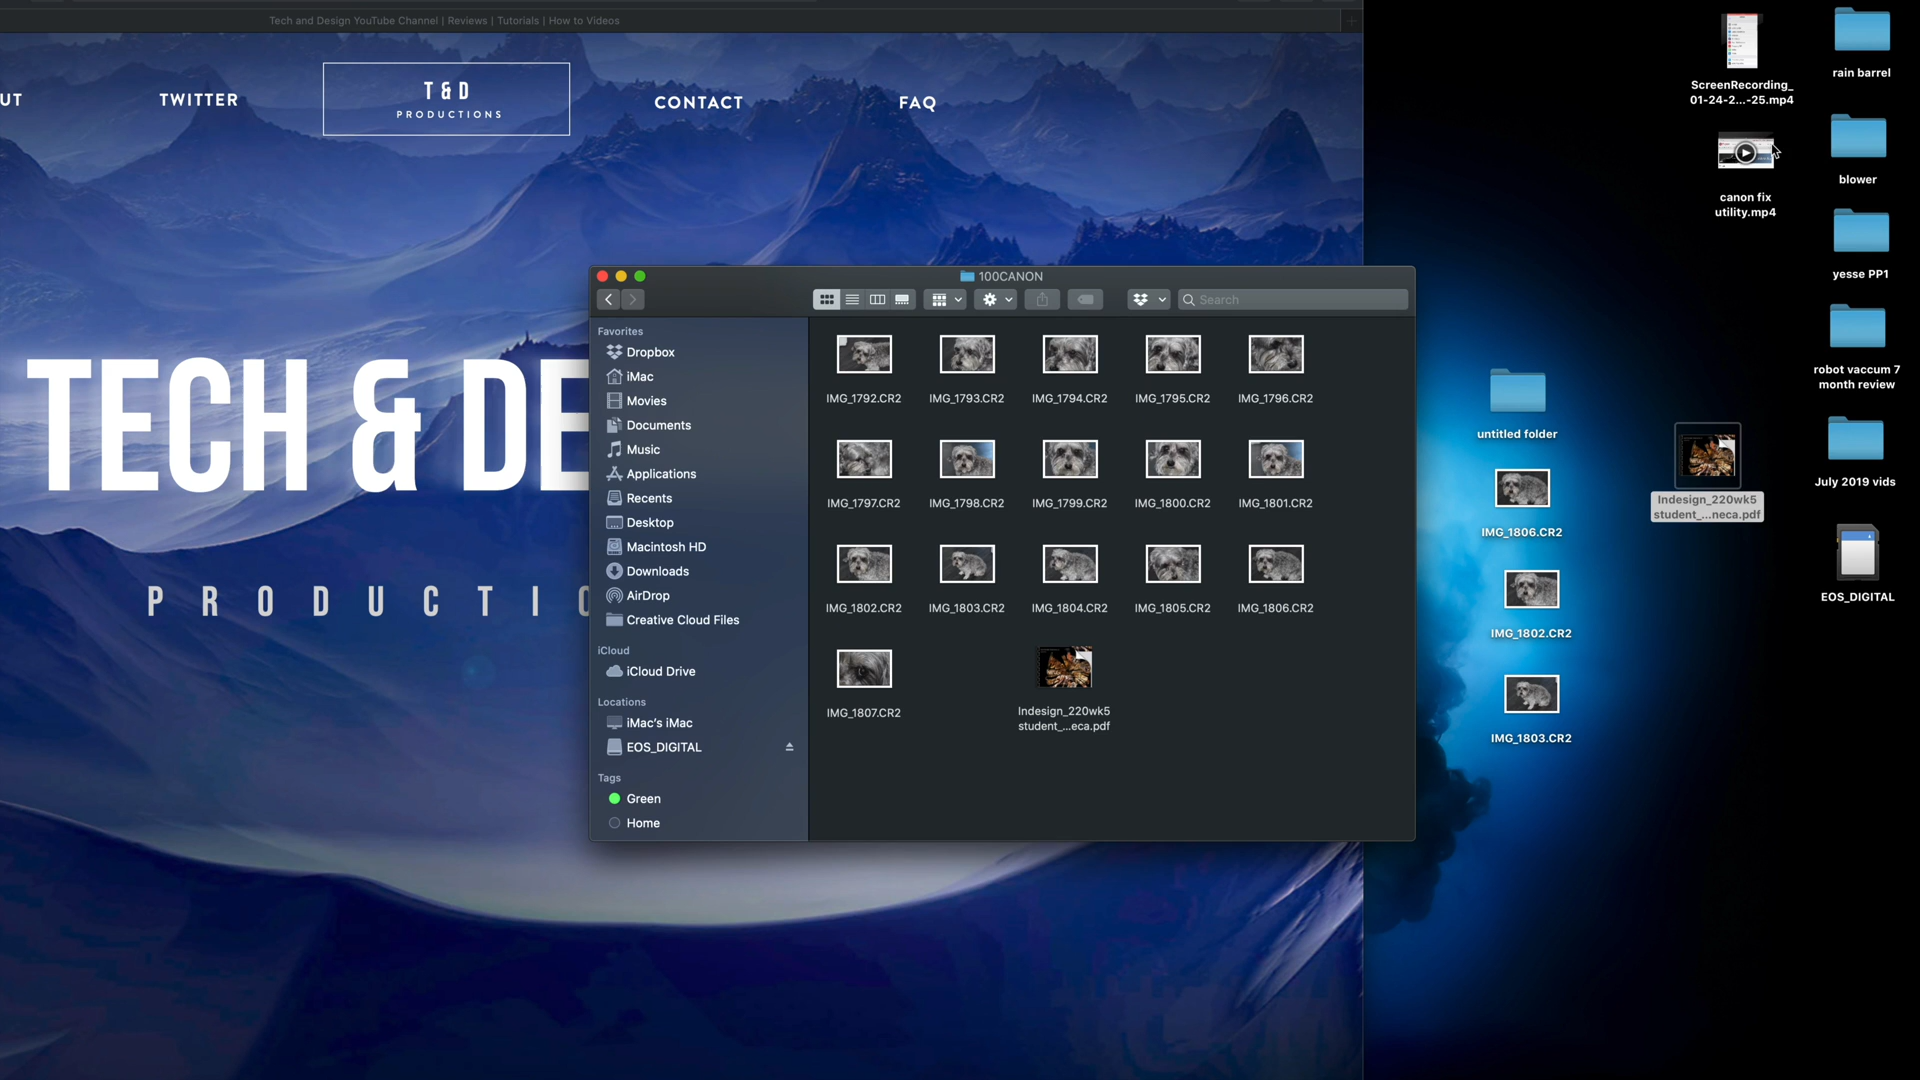 Tech and Design YouTube Channel | Reviews | Tutorials | How to Videos
UT
TWITTER
T & D
PRODUCTIONS
CONTACT
FAQ
TECH & DE
PRODUCTIO
100CANON
Search
Favorites
Dropbox
iMac
Movies
Documents
Music
Applications
Recents
Desktop
Macintosh HD
Downloads
AirDrop
Creative Cloud Files
iCloud
iCloud Drive
Locations
iMac's iMac
EOS_DIGITAL
Tags
Green
Home
IMG_1792.CR2
IMG_1793.CR2
IMG_1794.CR2
IMG_1795.CR2
IMG_1796.CR2
IMG_1797.CR2
IMG_1798.CR2
IMG_1799.CR2
IMG_1800.CR2
IMG_1801.CR2
IMG_1802.CR2
IMG_1803.CR2
IMG_1804.CR2
IMG_1805.CR2
IMG_1806.CR2
IMG_1807.CR2
Indesign_220wk5
student_...eca.pdf
ScreenRecording_
01-24-2...-25.mp4
canon fix
utility.mp4
untitled folder
IMG_1806.CR2
IMG_1802.CR2
IMG_1803.CR2
Indesign_220wk5
student_...neca.pdf
rain barrel
blower
yesse PP1
robot vaccum 7
month review
July 2019 vids
EOS_DIGITAL